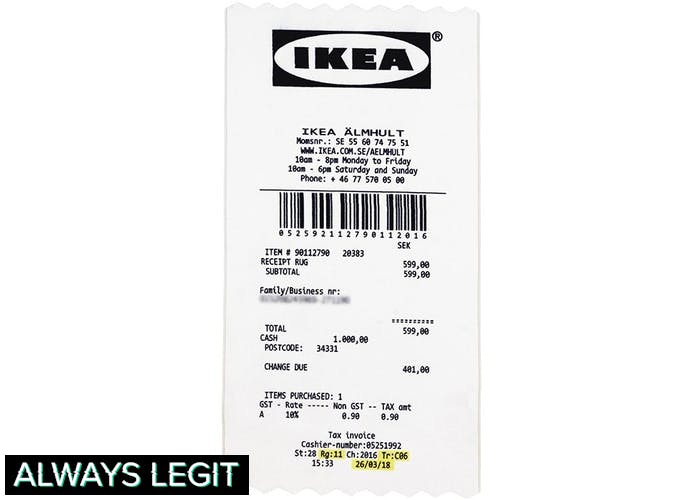 IKEA®
IKEA ÄLMHULT
Momsnr.: SE 55 60 74 75 51
WWW.IKEA.COM.SE/AELMHULT
10am - 8pm Monday to Friday
10am - 6pm Saturday and Sunday
Phone: + 46 77 570 05 00
05259211279011201 6
SEK
ITEM # 90112790 20383
RECEIPT RUG 599,00
SUBTOTAL 599,00
Family/Business nr:
==========
TOTAL 599,00
CASH 1.000,00
POSTCODE: 34331
CHANGE DUE 401,00
ITEMS PURCHASED: 1
GST - Rate ----- Non GST -- TAX amt
A 10% 0.90 0.90
Tax invoice
Cashier-number:05251992
St:28 Rg:11 Ch:2016 Tr:C06
15:33 26/03/18
ALWAYS LEGIT